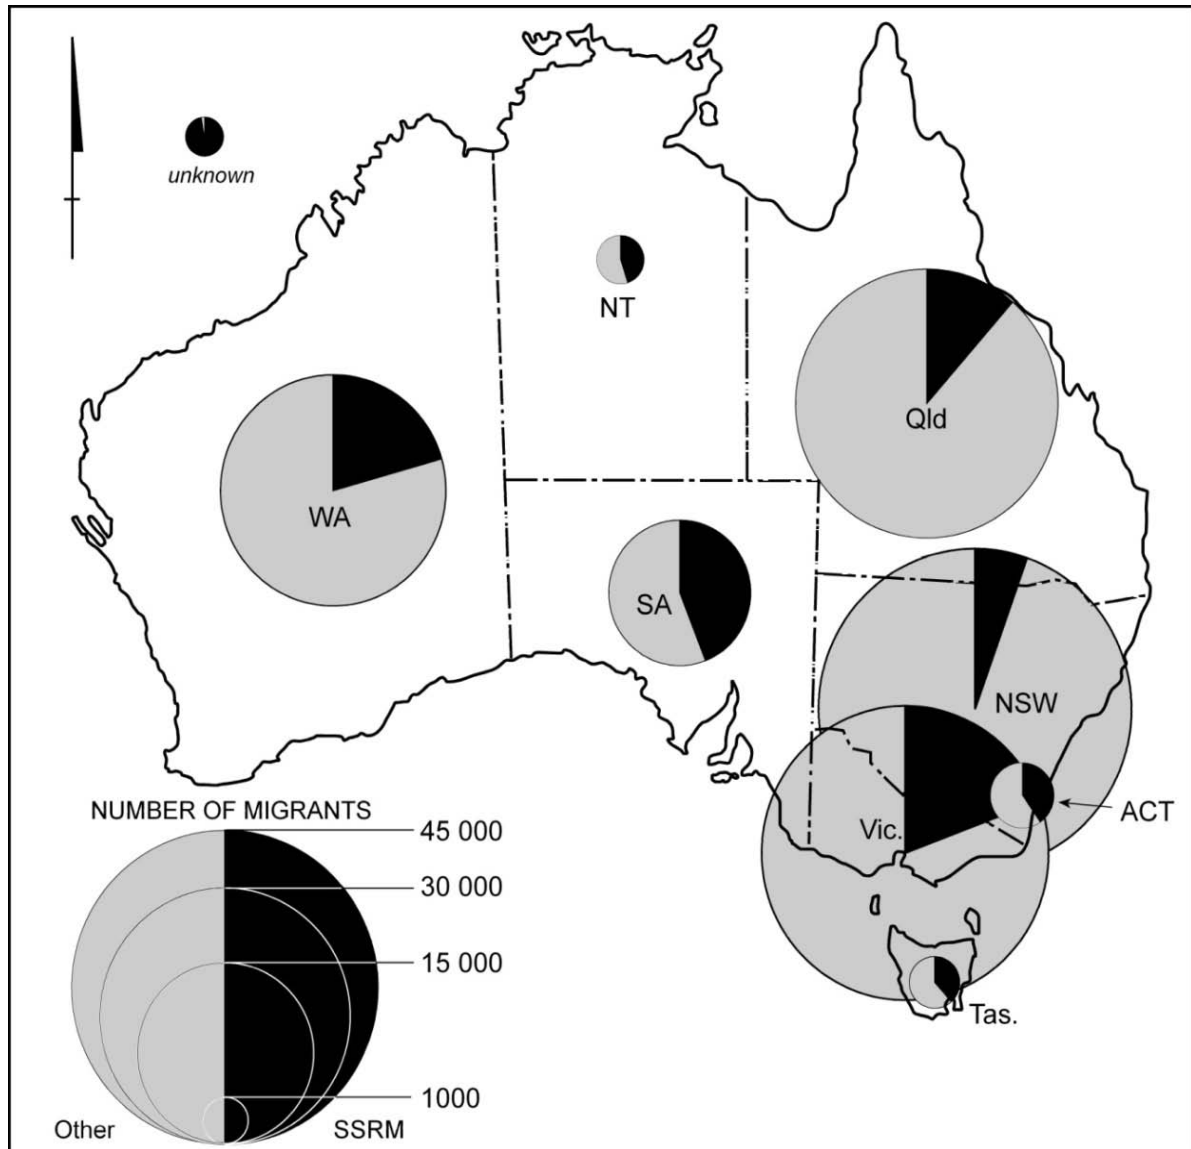 unknown
NT
Qld
WA
SA
NSW
Vic.
ACT
Tas.
NUMBER OF MIGRANTS
45 000
30 000
15 000
1000
Other
SSRM